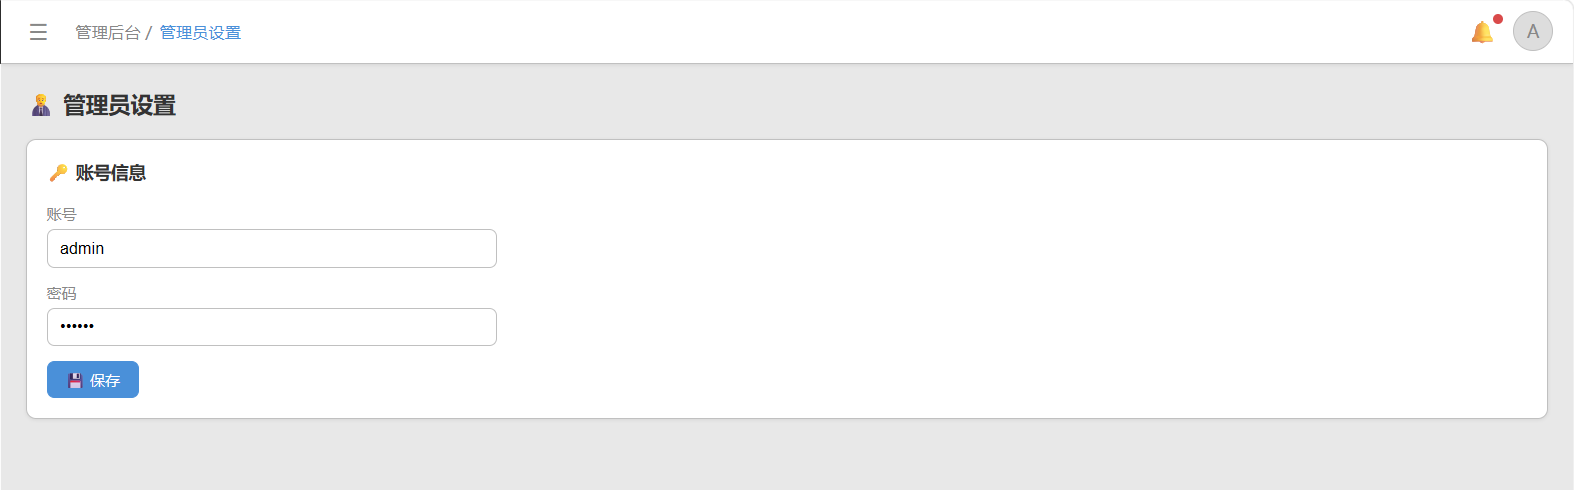 ☰ 管理后台 / 管理员设置
A
管理员设置
账号信息
账号
admin
密码
••••••
保存